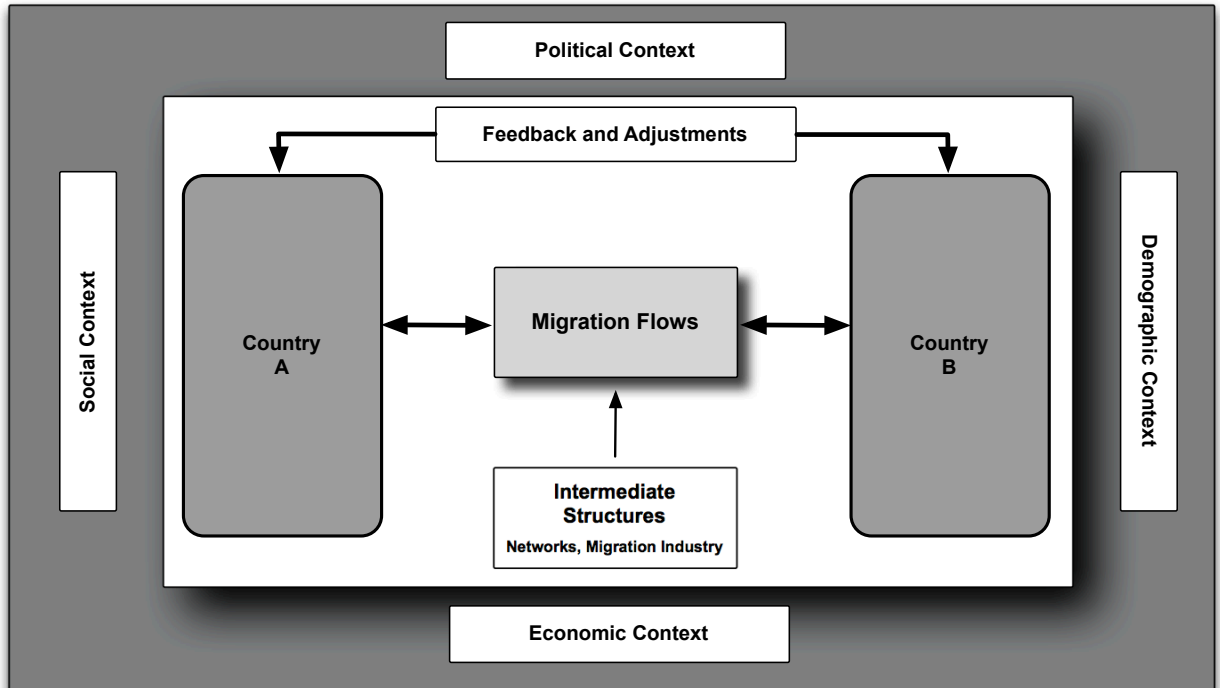 Political Context
Feedback and Adjustments
Social Context
Country
A
Migration Flows
Country
B
Demographic Context
Intermediate
Structures
Networks, Migration Industry
Economic Context